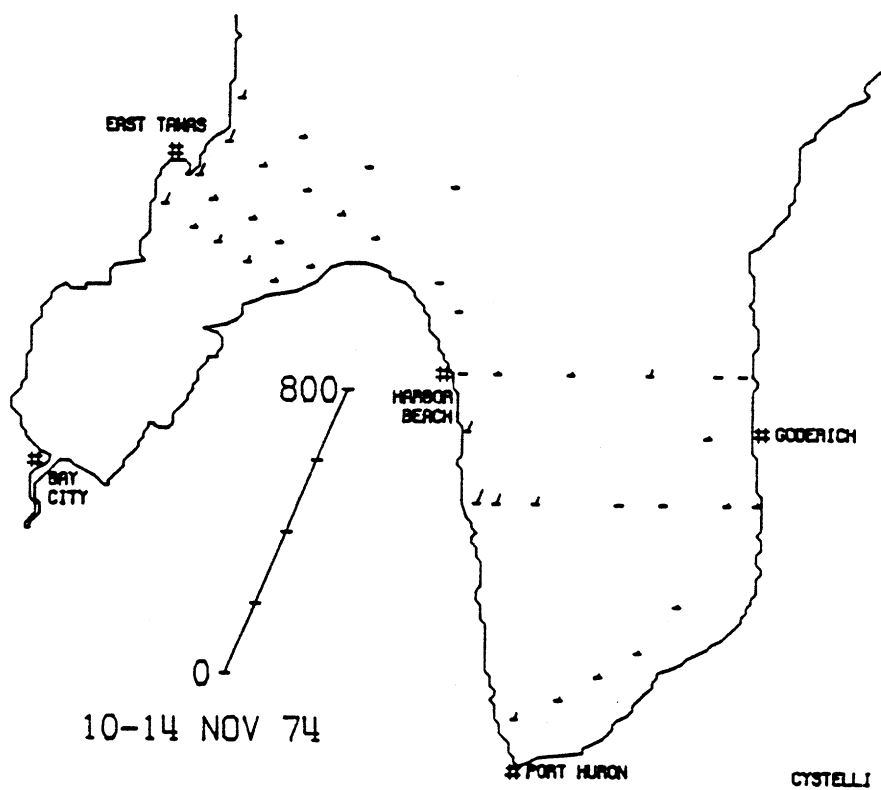 EAST TAWAS
#
800
#
HARBOR
BEACH
# GODERICH
#
BAY
CITY
0
10-14 NOV 74
# PORT HURON
CYSTELLI